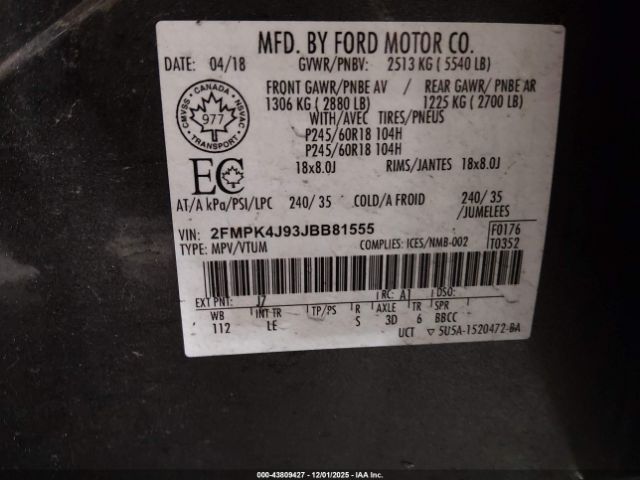 MFD. BY FORD MOTOR CO.
DATE: 04/18 GVWR/PNBV: 2513 KG ( 5540 LB)
FRONT GAWR/PNBE AV / REAR GAWR/ PNBE AR
1306 KG ( 2880 LB) 1225 KG ( 2700 LB)
WITH/AVEC TIRES/PNEUS
P245/60R18 104H
P245/60R18 104H
18x8.0J RIMS/JANTES 18x8.0J
CMVSS • CANADA • NSVAC
977
TRANSPORT
EC
AT/A kPa/PSI/LPC 240/ 35 COLD/A FROID 240/ 35
/JUMELEES
VIN: 2FMPK4J93JBB81555 F0176
TYPE: MPV/VTUM COMPLIES: ICES/NMB-002 T0352
EXT PNT: J7 RC: A1 DSO:
WB INT TR TP/PS R AXLE TR SPR
112 LE S 3D 6 BBCC
UCT ▽ 5U5A-1520472-BA
000-43809427 - 12/01/2025 - IAA Inc.